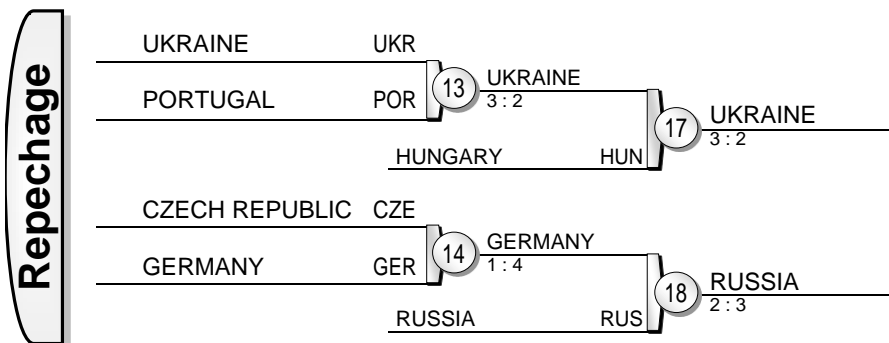 Repechage
UKRAINE UKR
PORTUGAL POR
13 UKRAINE
3 : 2
HUNGARY HUN
17 UKRAINE
3 : 2
CZECH REPUBLIC CZE
GERMANY GER
14 GERMANY
1 : 4
RUSSIA RUS
18 RUSSIA
2 : 3